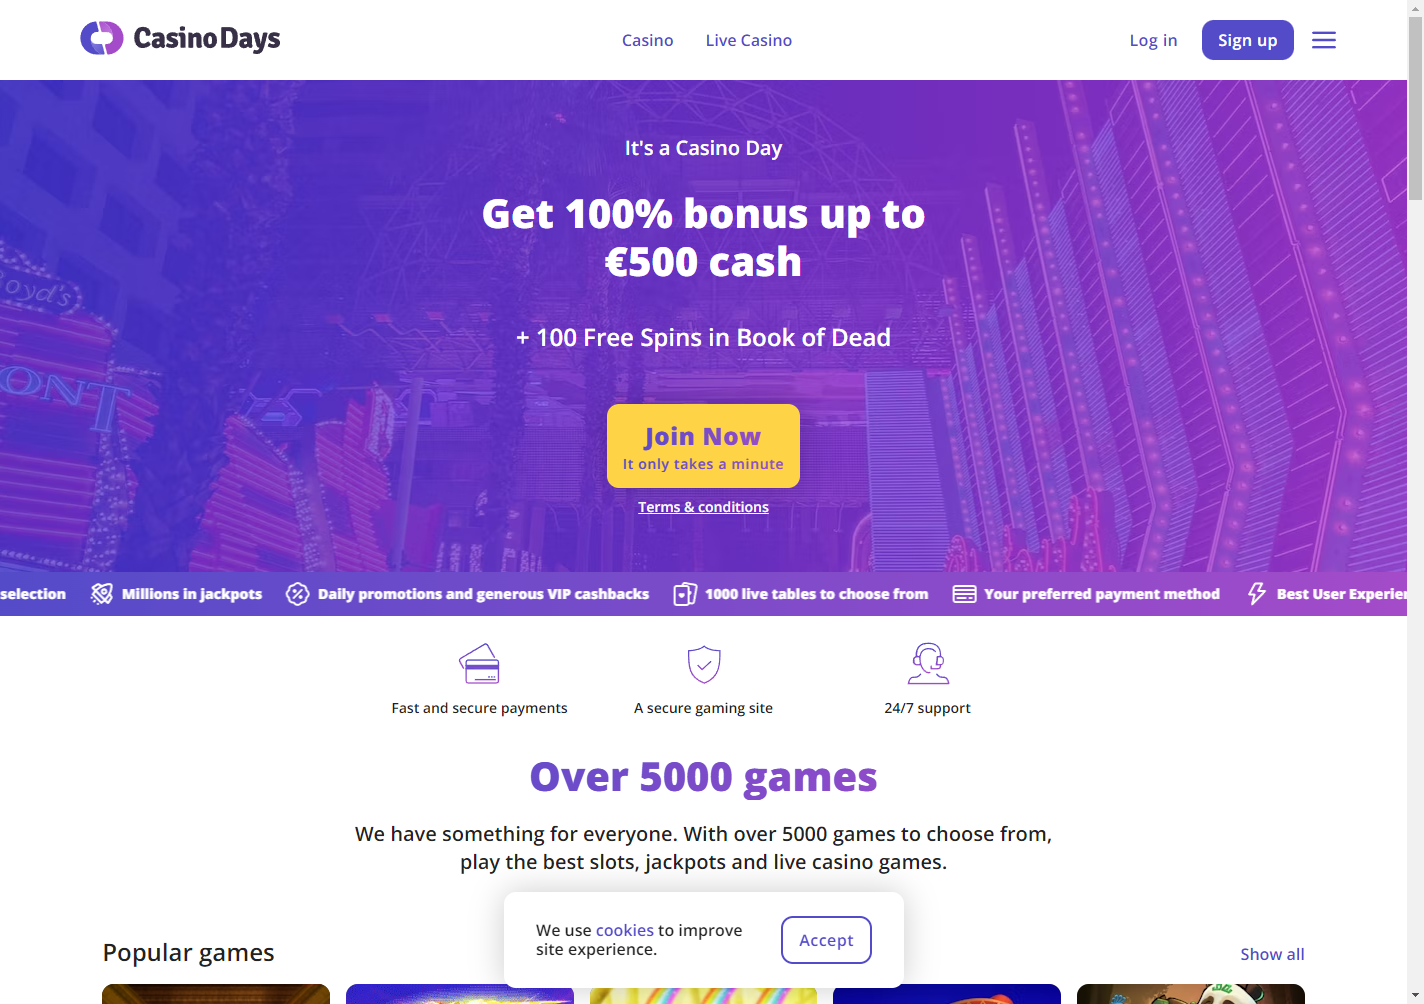 CasinoDays
Casino
Live Casino
Log in
Sign up
It's a Casino Day
Get 100% bonus up to
€500 cash
+ 100 Free Spins in Book of Dead
oyd's
ONT
Join Now
It only takes a minute
Terms & conditions
selection
Millions in jackpots
Daily promotions and generous VIP cashbacks
1000 live tables to choose from
Your preferred payment method
Best User Experien
Fast and secure payments
A secure gaming site
24/7 support
Over 5000 games
We have something for everyone. With over 5000 games to choose from,
play the best slots, jackpots and live casino games.
We use cookies to improve
site experience.
Accept
Popular games
Show all